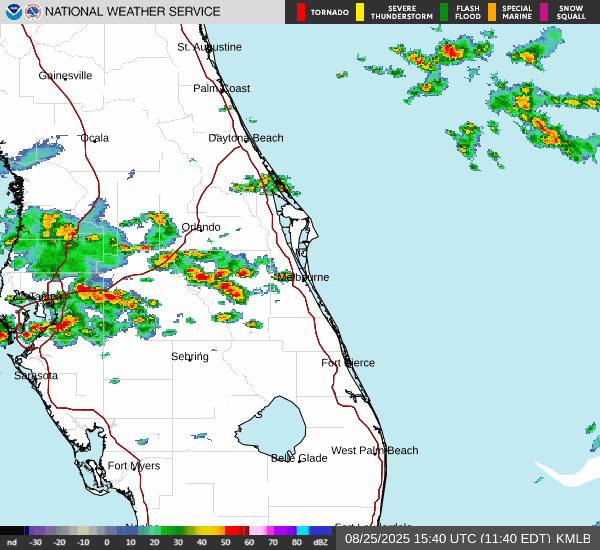 NATIONAL WEATHER SERVICE
TORNADO
SEVERE THUNDERSTORM
FLASH FLOOD
SPECIAL MARINE
SNOW SQUALL
St. Augustine
Gainesville
Palm Coast
Ocala
Daytona Beach
Orlando
Melbourne
Tampa
Sebring
Fort Pierce
Sarasota
West Palm Beach
Belle Glade
Fort Myers
Fort Lauderdale
nd -30 -20 -10 0 10 20 30 40 50 60 70 80 dBZ
08/25/2025 15:40 UTC (11:40 EDT) KMLB